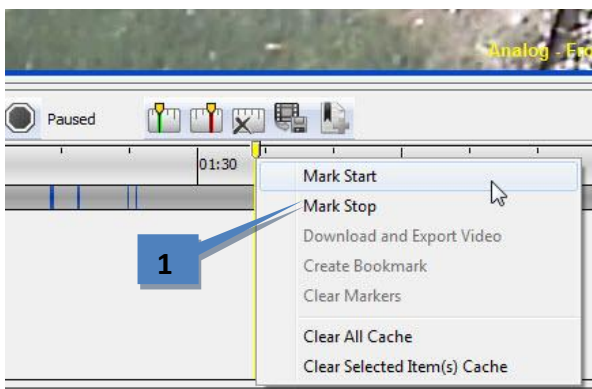 Analog - Fro
Paused
01:30
Mark Start
Mark Stop
1
Download and Export Video
Create Bookmark
Clear Markers
Clear All Cache
Clear Selected Item(s) Cache